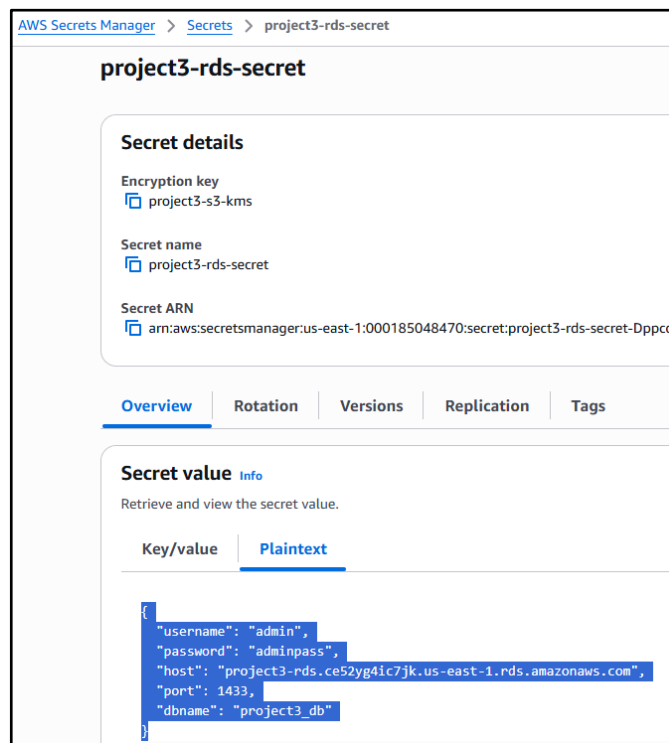 AWS Secrets Manager > Secrets > project3-rds-secret
project3-rds-secret
Secret details
Encryption key
project3-s3-kms
Secret name
project3-rds-secret
Secret ARN
arn:aws:secretsmanager:us-east-1:000185048470:secret:project3-rds-secret-Dppc
Overview Rotation Versions Replication Tags
Secret value Info
Retrieve and view the secret value.
Key/value Plaintext
{
"username": "admin",
"password": "adminpass",
"host": "project3-rds.ce52yg4ic7jk.us-east-1.rds.amazonaws.com",
"port": 1433,
"dbname": "project3_db"
}